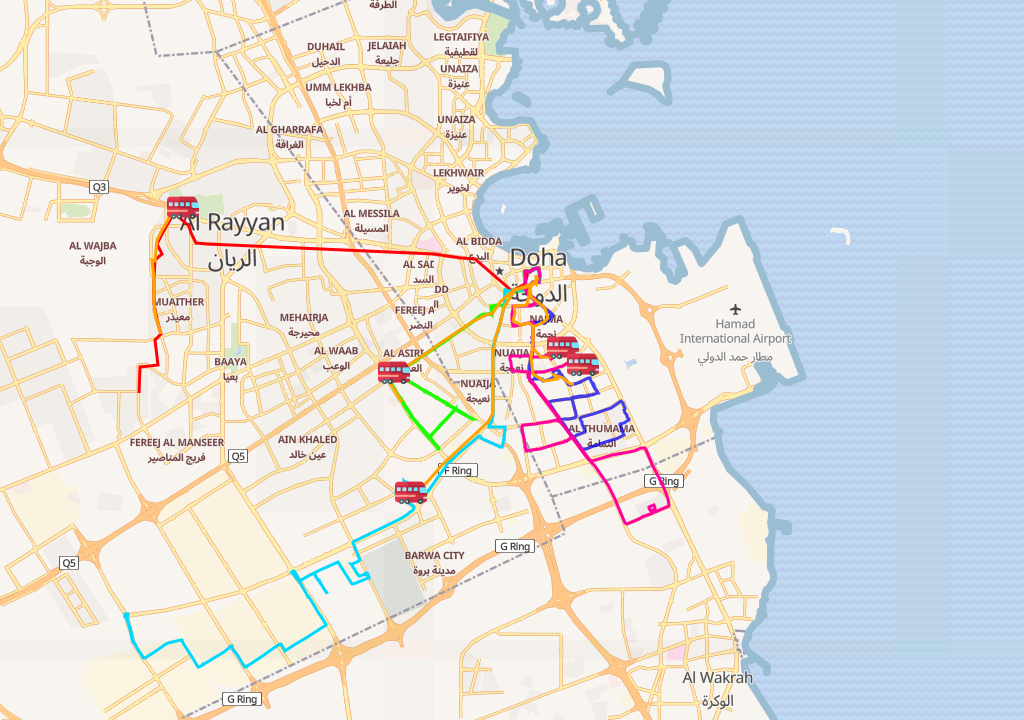 الطرفة
DUHAIL
الدحيل
JELAIAH
جليعة
LEGTAIFIYA
لقطيفية
UNAIZA
عنيزة
UMM LEKHBA
أم لخبا
AL GHARRAFA
الغرافة
UNAIZA
عنيزة
LEKHWAIR
لخوير
Q3
AL MESSILA
المسيلة
Al Rayyan
الريان
AL WAJBA
الوجبة
AL BIDDA
البدع
Doha
الدوحة
AL SAD
السد
DD
MUAITHER
معيذر
MEHAIRJA
محيرجة
FEREEJ A
النصر
NAJMA
نجمة
Hamad
International Airport
مطار حمد الدولي
AL WAAB
الوعب
AL ASIRI
BAAYA
بعيا
NUAIJA
نعيجة
NUAIJA
نعيجة
AL THUMAMA
الثمامة
FEREEJ AL MANSEER
فريج المناصير
AIN KHALED
عين خالد
Q5
F Ring
G Ring
G Ring
BARWA CITY
مدينة بروة
Q5
Al Wakrah
الوكرة
G Ring